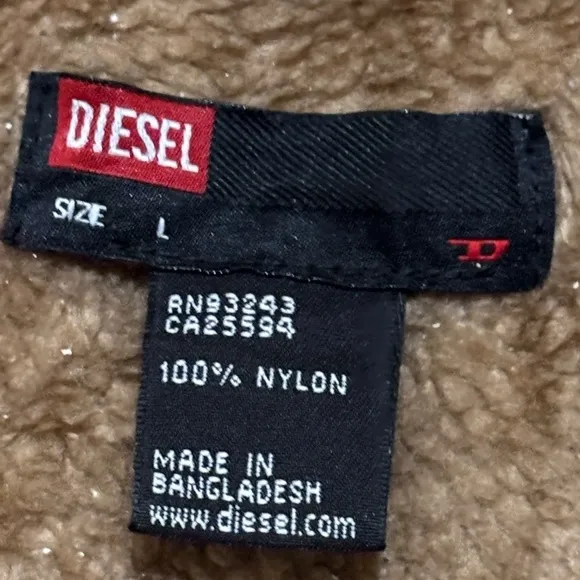 DIESEL
SIZE L
D
RN93243
CA25594
100% NYLON
MADE IN
BANGLADESH
www.diesel.com